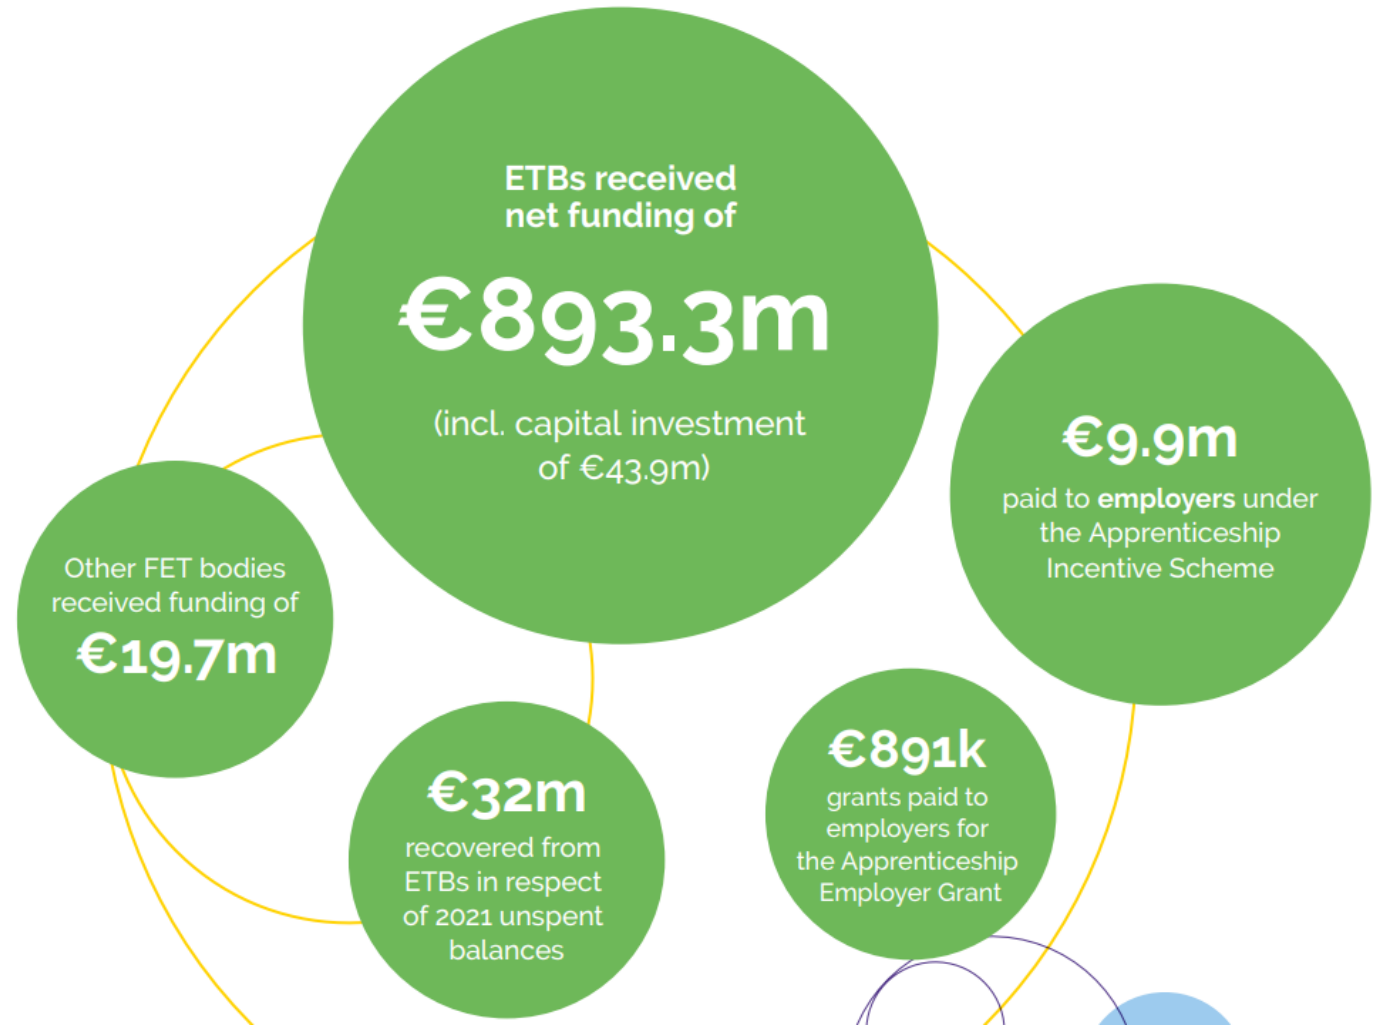 ETBs received
net funding of
€893.3m
(incl. capital investment
of €43.9m)
€9.9m
paid to employers under
the Apprenticeship
Incentive Scheme
Other FET bodies
received funding of
€19.7m
€891k
grants paid to
employers for
the Apprenticeship
Employer Grant
€32m
recovered from
ETBs in respect
of 2021 unspent
balances